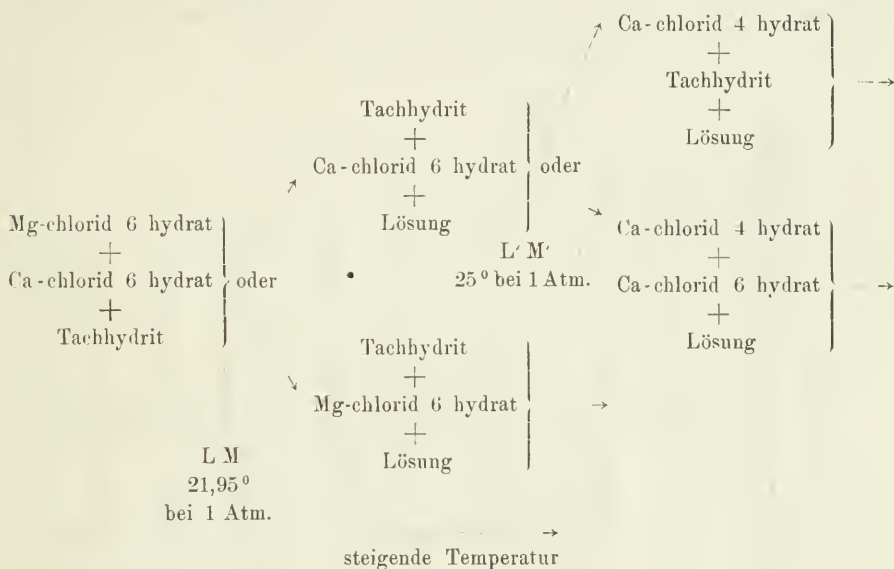 Ca-chlorid 4 hydrat
+
Tachhydrit
+
Lösung
Tachhydrit
+
Ca-chlorid 6 hydrat oder
+
Lösung
L′ M′
25° bei 1 Atm.
Mg-chlorid 6 hydrat
+
Ca-chlorid 6 hydrat oder
+
Tachhydrit
Ca-chlorid 4 hydrat
+
Ca-chlorid 6 hydrat
+
Lösung
Tachhydrit
+
Mg-chlorid 6 hydrat
+
Lösung
L M
21,95°
bei 1 Atm.
steigende Temperatur